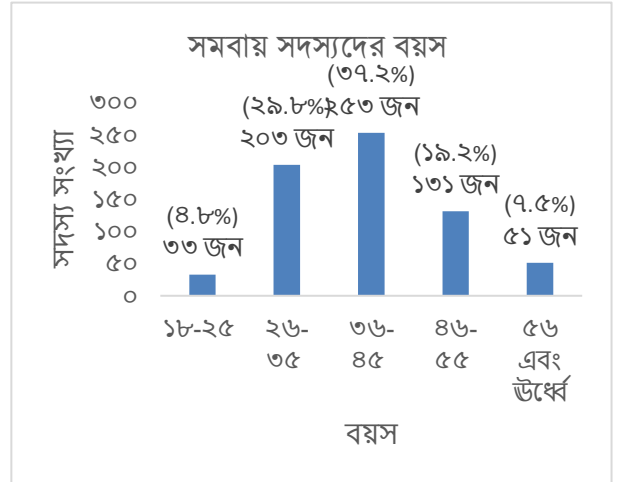 সমবায় সদস্যদের বয়স
(৩৭.২%)
২৫৩ জন
(২৯.৮%)
২০৩ জন
(১৯.২%)
১৩১ জন
(৭.৫%)
৫১ জন
(৪.৮%)
৩৩ জন
সদস্য সংখ্যা
৩০০
২৫০
২০০
১৫০
১০০
৫০
০
১৮-২৫
২৬-
৩৫
৩৬-
৪৫
৪৬-
৫৫
৫৬
এবং
ঊর্ধ্বে
বয়স